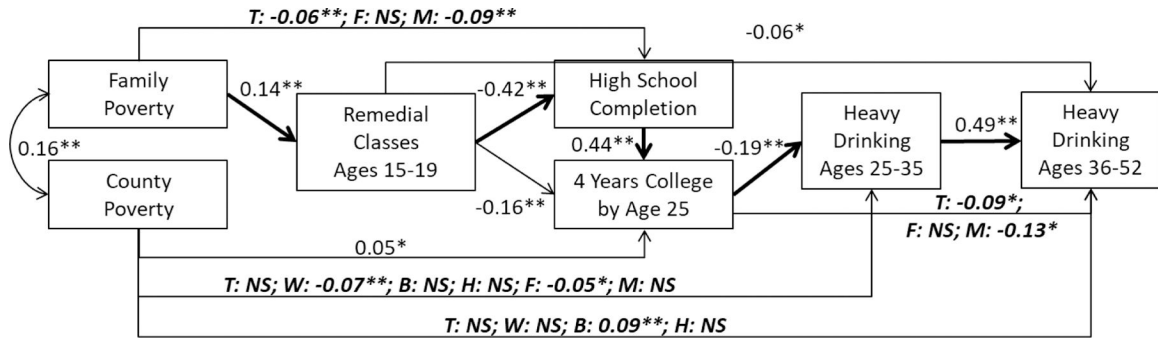 T: -0.06**; F: NS; M: -0.09**
-0.06*
Family
Poverty
0.14**
Remedial
Classes
Ages 15-19
-0.42**
High School
Completion
0.16**
0.44**
-0.19**
Heavy
Drinking
Ages 25-35
0.49**
Heavy
Drinking
Ages 36-52
County
Poverty
-0.16**
4 Years College
by Age 25
T: -0.09*;
F: NS; M: -0.13*
0.05*
T: NS; W: -0.07**; B: NS; H: NS; F: -0.05*; M: NS
T: NS; W: NS; B: 0.09**; H: NS